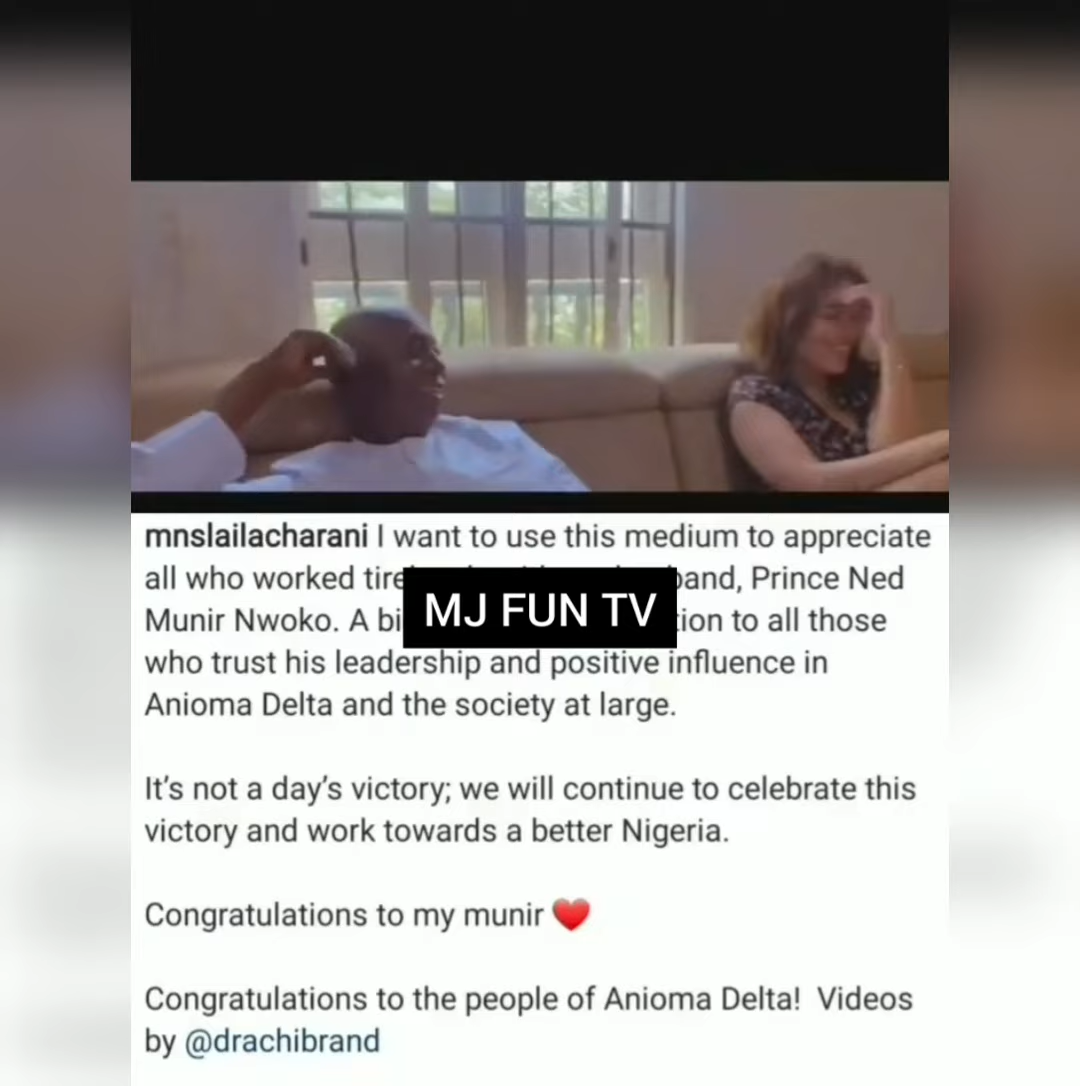 mnslailacharani I want to use this medium to appreciate
all who worked tire and, Prince Ned
Munir Nwoko. A bi ion to all those
MJ FUN TV
who trust his leadership and positive influence in
Anioma Delta and the society at large.
It's not a day's victory; we will continue to celebrate this
victory and work towards a better Nigeria.
Congratulations to my munir ❤️
Congratulations to the people of Anioma Delta! Videos
by @drachibrand